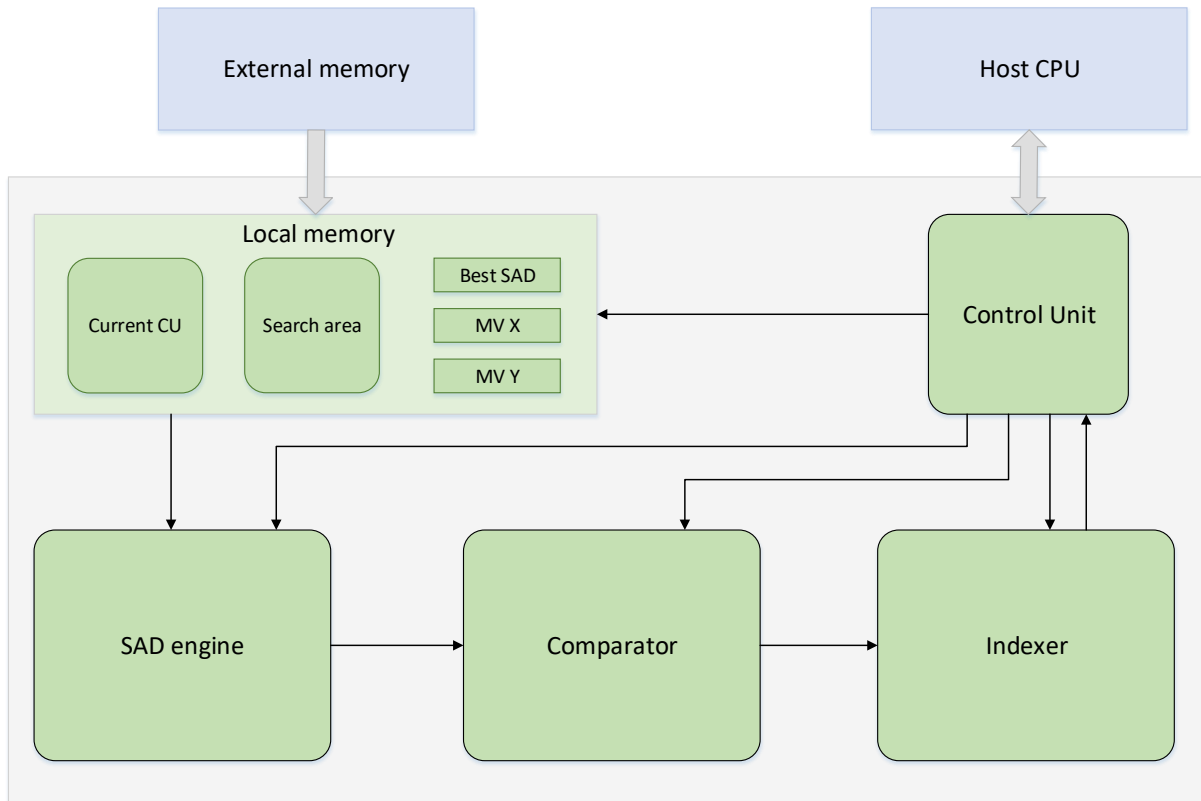 External memory
Host CPU
Local memory
Current CU
Search area
Best SAD
MV X
MV Y
Control Unit
SAD engine
Comparator
Indexer